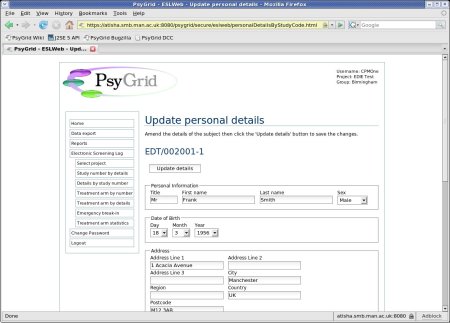 PsyGrid - ESLWeb - Update personal details - Mozilla Firefox
File Edit View History Bookmarks Tools Help
https://atisha.smb.man.ac.uk:8080/psygrid/secure/eslweb/personalDetailsByStudyCode.html
PsyGrid Wiki J2SE 5 API PsyGrid Bugzilla PsyGrid DCC
PsyGrid - ESLWeb - Upd...
PsyGrid
Username: CPMOne
Project: EDIE Test
Group: Birmingham
Home
Data export
Reports
Electronic Screening Log
Select project
Study number by details
Details by study number
Treatment arm by number
Treatment arm by details
Emergency break-in
Treatment arm statistics
Change Password
Logout
Update personal details
Amend the details of the subject then click the 'Update details' button to save the changes.
EDT/002001-1
Update details
Personal Information
Title First name Last name Sex
Mr Frank Smith Male
Date of Birth
Day Month Year
16 3 1956
Address
Address Line 1 Address Line 2
1 Acacia Avenue
Address Line 3 City
Manchester
Region Country
UK
Postcode
M12 3AB
Done
atisha.smb.man.ac.uk:8080
Adblock